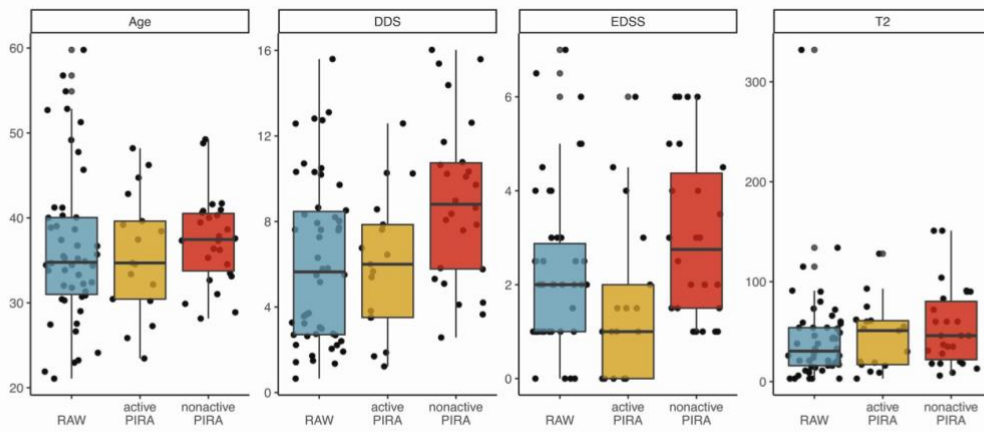 Age
DDS
EDSS
T2
60
50
40
30
20
16
12
8
4
0
6
4
2
0
300
200
100
0
RAW
active
PIRA
nonactive
PIRA
RAW
active
PIRA
nonactive
PIRA
RAW
active
PIRA
nonactive
PIRA
RAW
active
PIRA
nonactive
PIRA